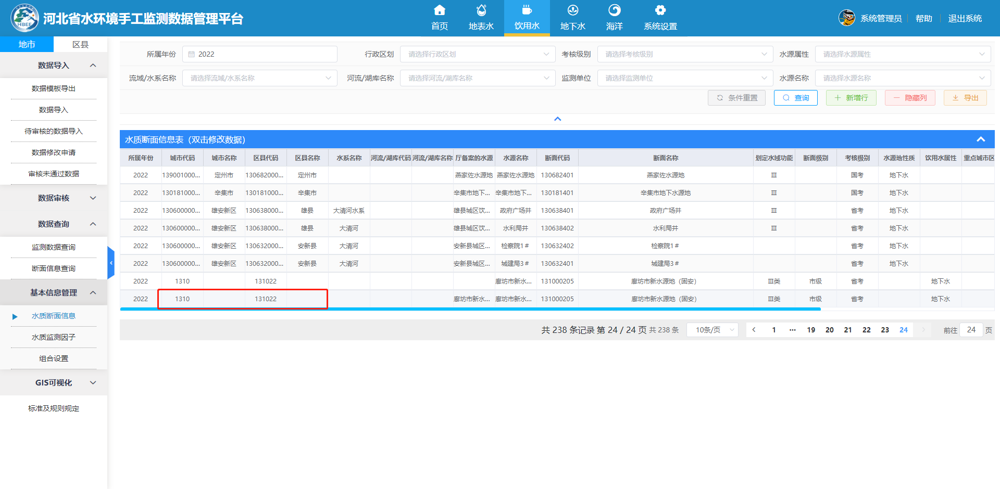 HBEE
河北省水环境手工监测数据管理平台
首页 地表水 饮用水 地下水 海洋 系统设置
系统管理员 帮助 退出系统
地市 区县
数据导入
数据模板导出
数据导入
待审核的数据导入
数据修改申请
审核未通过数据
数据审核
数据查询
监测数据查询
断面信息查询
基本信息管理
水质断面信息
水质监测因子
组合设置
GIS可视化
标准及规则规定
所属年份 2022 行政区划 请选择行政区划 考核级别 请选择考核级别 水源属性 请选择水源属性
流域/水系名称 请选择流域/水系名称 河流/湖库名称 请选择河流/湖库名称 监测单位 请选择监测单位 水源名称 请选择水源名称
条件重置 查询 新增行 隐藏列 导出
水质断面信息表（双击修改数据）
所属年份 城市代码 城市名称 区县代码 区县名称 水系名称 河流/湖库代码 河流/湖库名称 厅备案的水源 水源名称 断面代码 断面名称 划定水域功能 断面级别 考核级别 水源地性质 饮用水属性 重点城市区
2022 139001000... 定州市 130682000... 定州市 燕家佐水源地 燕家佐水源地 130682401 燕家佐水源地 Ⅲ 国考 地下水
2022 130181000... 辛集市 130181000... 辛集市 辛集市地下... 辛集市地下... 130181401 辛集市地下水源地 Ⅲ 国考 地下水
2022 130600000... 雄安新区 130638000... 雄县 大清河水系 雄县城区饮... 政府广场井 130638401 政府广场井 Ⅲ 省考 地下水
2022 130600000... 雄安新区 130638000... 雄县 大清河 雄县城区饮... 水利局井 130638402 水利局井 Ⅲ 省考 地下水
2022 130600000... 雄安新区 130632000... 安新县 大清河 安新县城区... 检察院1＃ 130632402 检察院1＃ 省考 地下水
2022 130600000... 雄安新区 130632000... 安新县 大清河 安新县城区... 城建局3＃ 130632401 城建局3＃ 省考 地下水
2022 1310 131022 廊坊市新水... 131000205 廊坊市新水源地（固安） Ⅲ类 市级 省考 地下水
2022 1310 131022 廊坊市新水... 廊坊市新水... 131000205 廊坊市新水源地（固安） Ⅲ类 市级 省考 地下水
共 238 条记录 第 24 / 24 页 共 238 条 10条/页 1 ... 19 20 21 22 23 24 前往 24 页